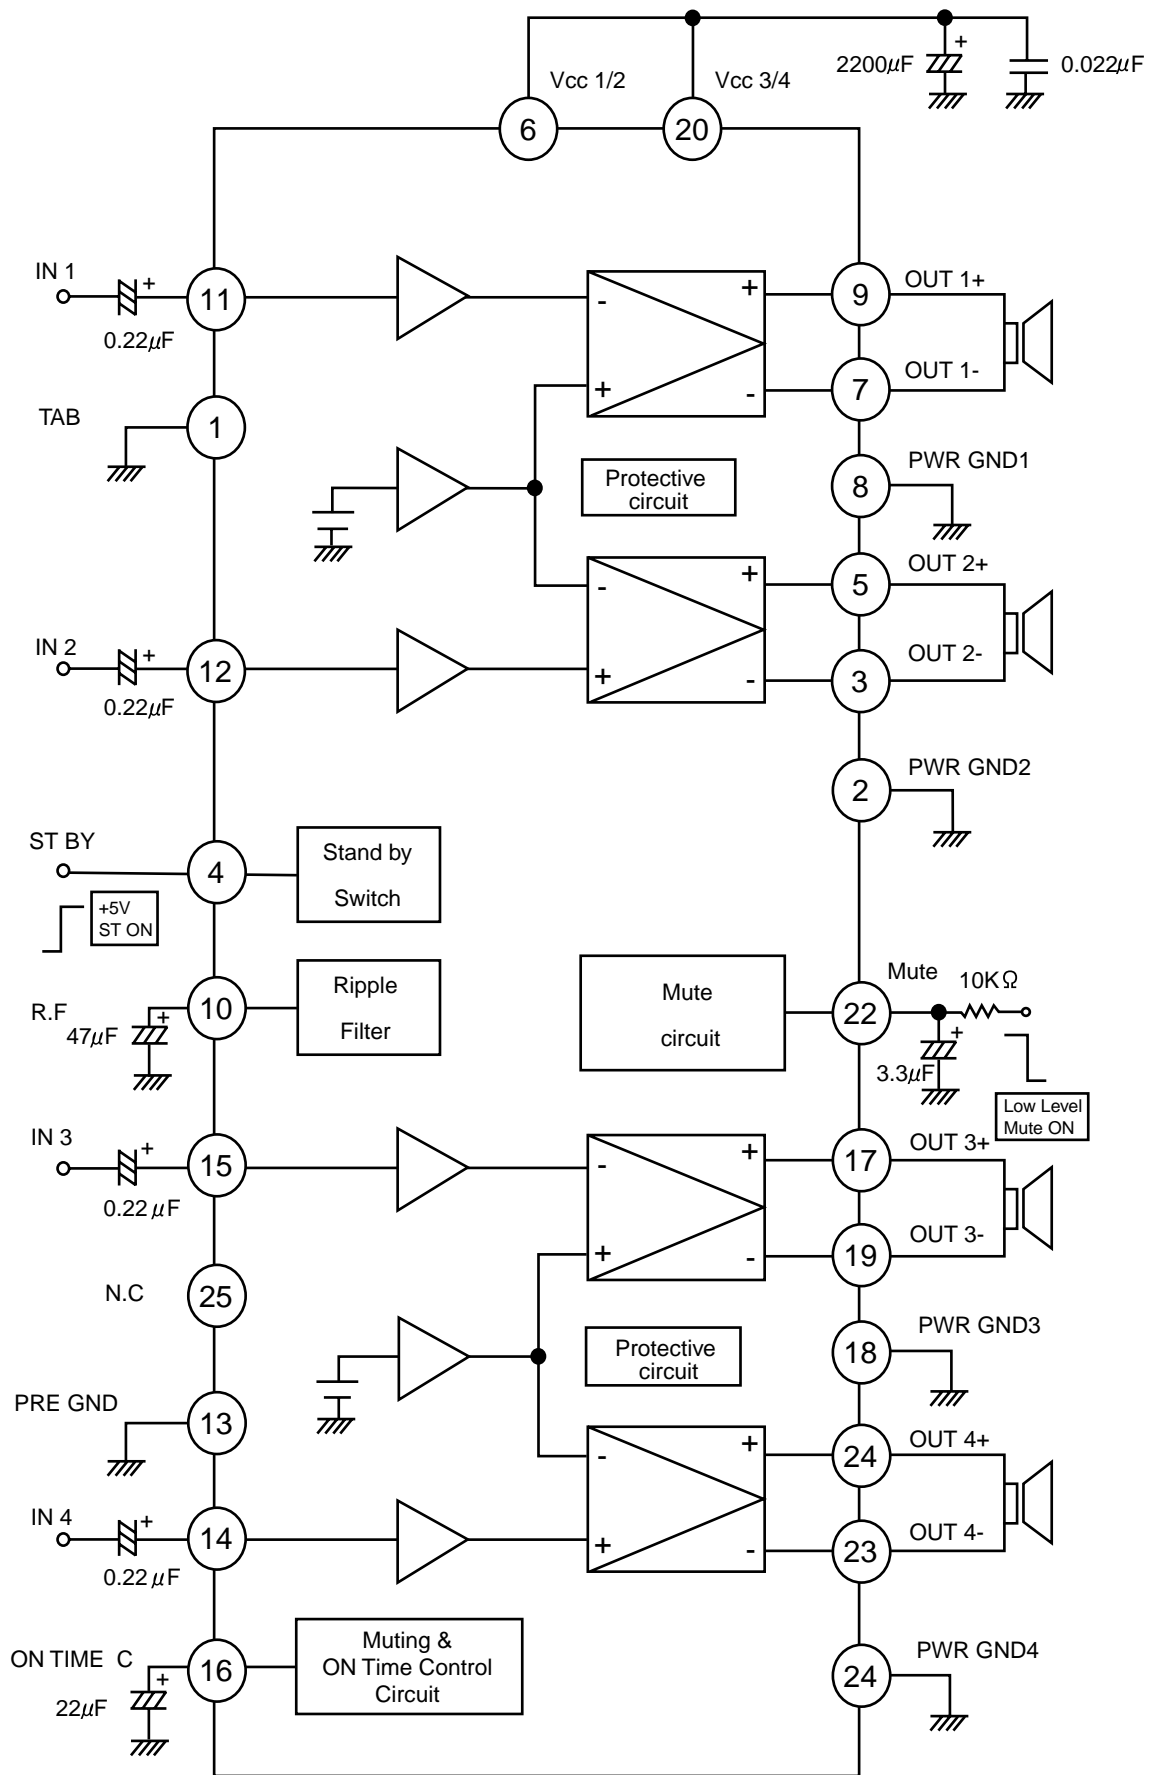 2200μF
+
0.022μF
Vcc 1/2
Vcc 3/4
6
20
IN 1
+
0.22μF
11
-
+
+
-
9
OUT 1+
7
OUT 1-
TAB
1
Protective
circuit
8
PWR GND1
-
+
+
-
5
OUT 2+
IN 2
+
0.22μF
12
3
OUT 2-
2
PWR GND2
ST BY
4
Stand by
Switch
+5V
ST ON
R.F
47μF
+
10
Ripple
Filter
Mute
circuit
22
Mute
10KΩ
+
3.3μF
Low Level
Mute ON
IN 3
+
0.22 μF
15
-
+
+
-
17
OUT 3+
19
OUT 3-
N.C
25
Protective
circuit
18
PWR GND3
PRE GND
13
-
+
+
-
24
OUT 4+
IN 4
+
0.22 μF
14
23
OUT 4-
ON TIME C
+
22μF
16
Muting &
ON Time Control
Circuit
24
PWR GND4